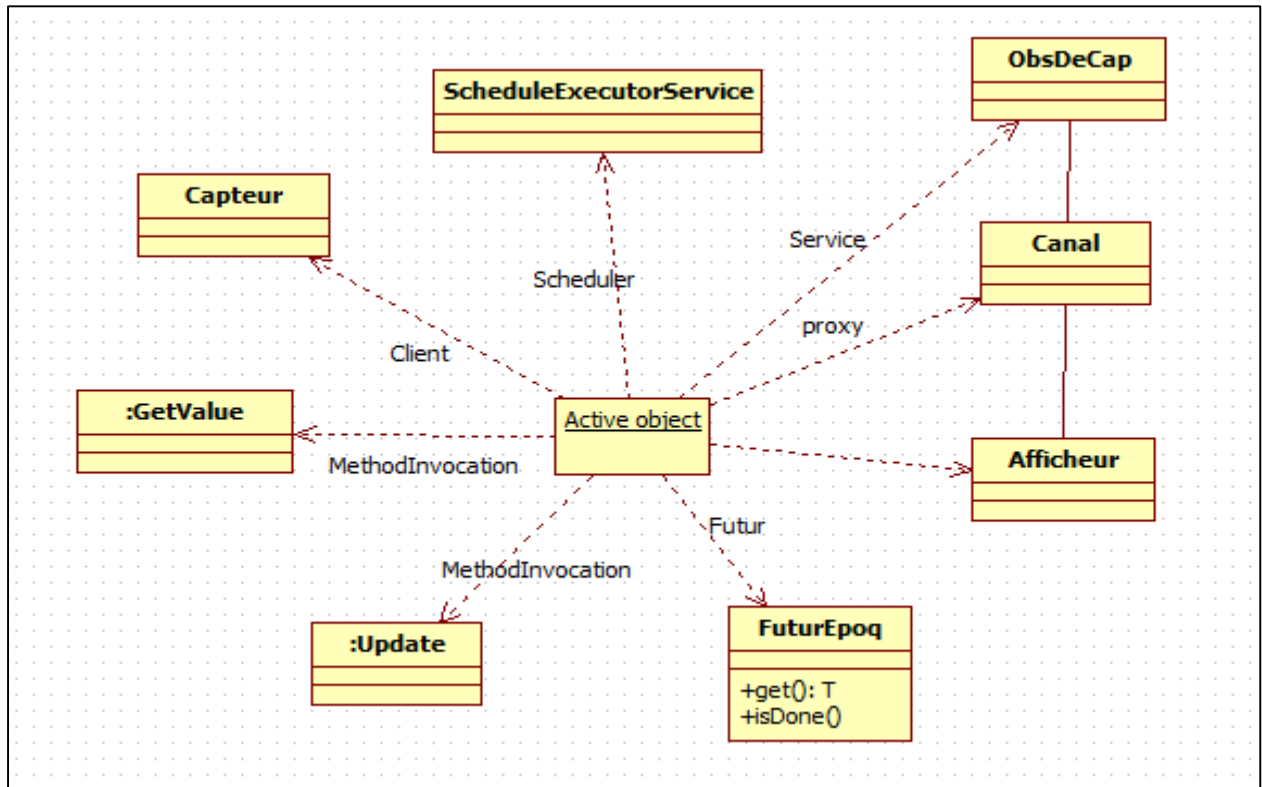 ObsDeCap
ScheduleExecutorService
Capteur
Service
Canal
Scheduler
proxy
Client
:GetValue
Active object
MethodInvocation
Afficheur
Futur
MethodInvocation
:Update
FuturEpoq
+get(): T
+isDone()